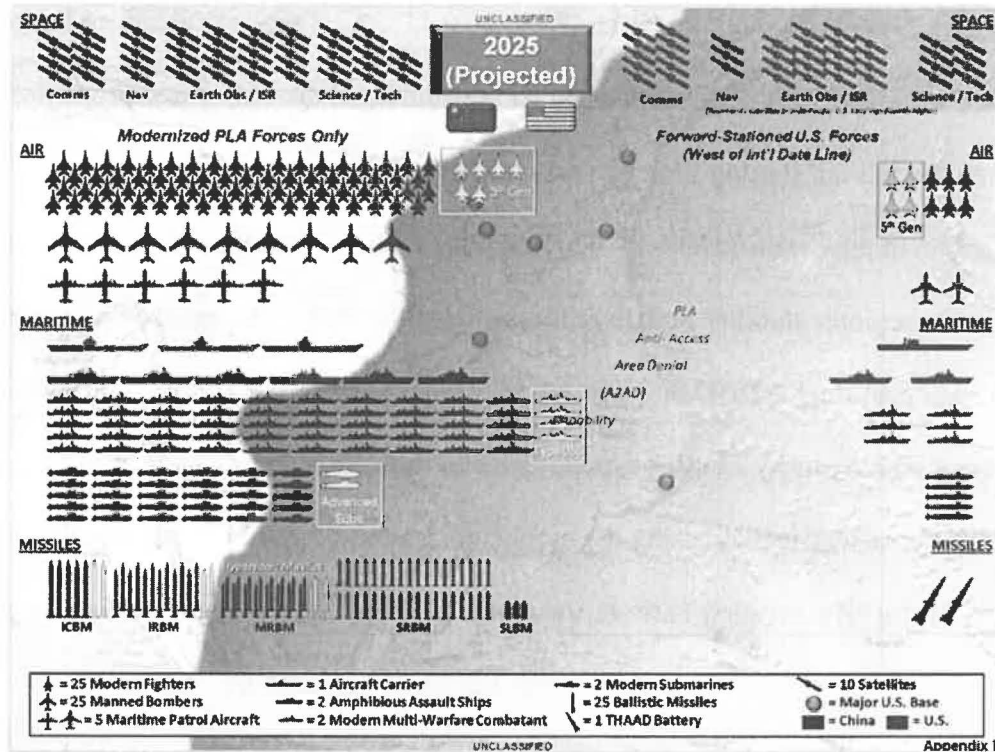 UNCLASSIFIED
SPACE
2025
(Projected)
SPACE
Comms Nav Earth Obs / ISR Science / Tech
Comms Nav Earth Obs / ISR Science / Tech
Modernized PLA Forces Only
Forward-Stationed U.S. Forces
(West of Int'l Date Line)
AIR
AIR
5th Gen
5th Gen
MARITIME
MARITIME
PLA
Anti-Access
Area Denial
(A2AD)
Advanced
Subs
MISSILES
MISSILES
ICBM IRBM MRBM SRBM SLBM
= 25 Modern Fighters
= 25 Manned Bombers
= 5 Maritime Patrol Aircraft
= 1 Aircraft Carrier
= 2 Amphibious Assault Ships
= 2 Modern Multi-Warfare Combatant
= 2 Modern Submarines
= 25 Ballistic Missiles
= 1 THAAD Battery
= 10 Satellites
= Major U.S. Base
= China = U.S.
UNCLASSIFIED
Appendix 1